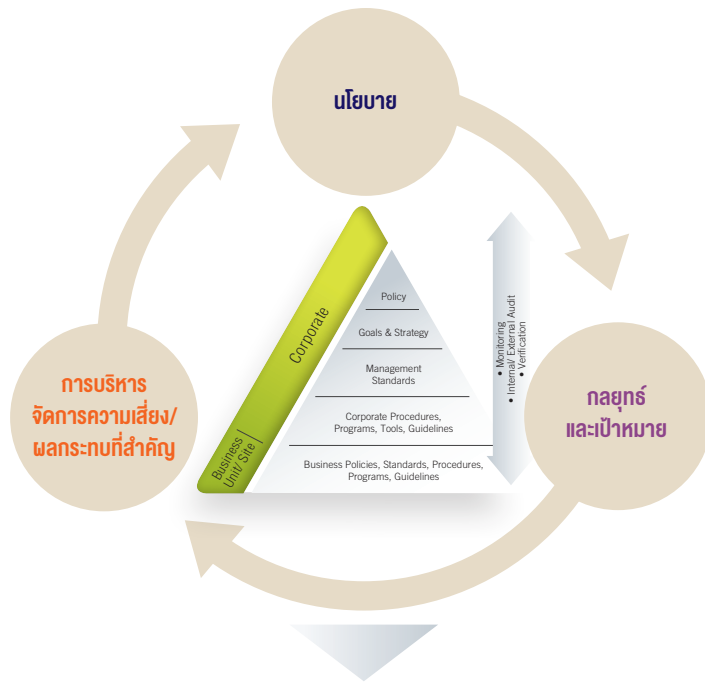 นโยบาย
Corporate
Business
Unit/ Site
Policy
Goals & Strategy
Management
Standards
Corporate Procedures,
Programs, Tools, Guidelines
Business Policies, Standards, Procedures,
Programs, Guidelines
• Monitoring
• Internal/ External Audit
• Verification
กลยุทธ์
และเป้าหมาย
การบริหาร
จัดการความเสี่ยง/
ผลกระทบที่สำคัญ